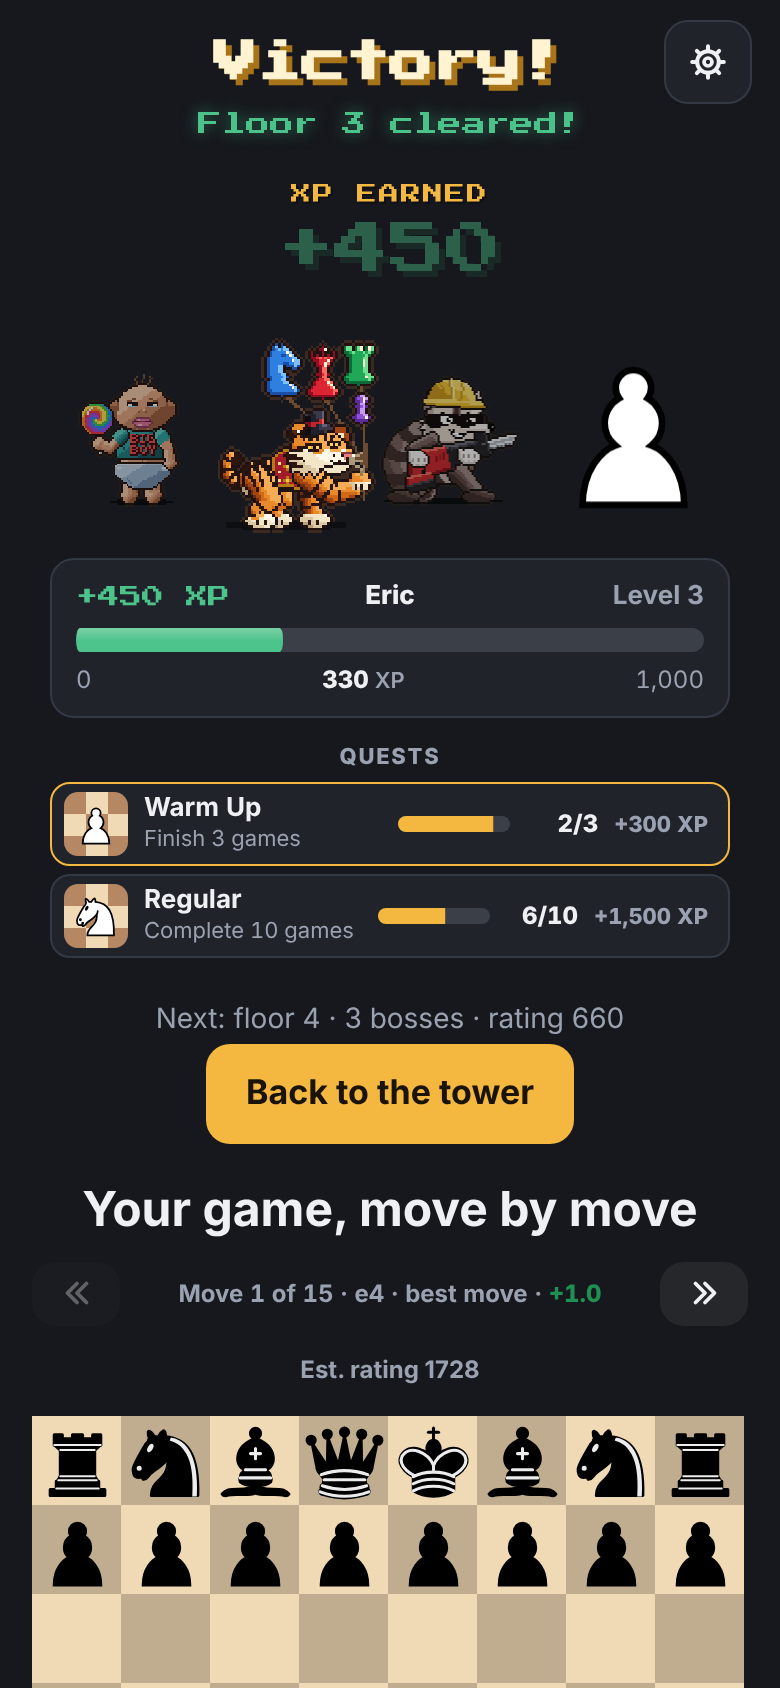 Victory!
Floor 3 cleared!
XP EARNED
+450
BIG
BOY
+450 XP Eric Level 3
0 330 XP 1,000
QUESTS
Warm Up
Finish 3 games
2/3 +300 XP
Regular
Complete 10 games
6/10 +1,500 XP
Next: floor 4 · 3 bosses · rating 660
Back to the tower
Your game, move by move
Move 1 of 15 · e4 · best move · +1.0
Est. rating 1728